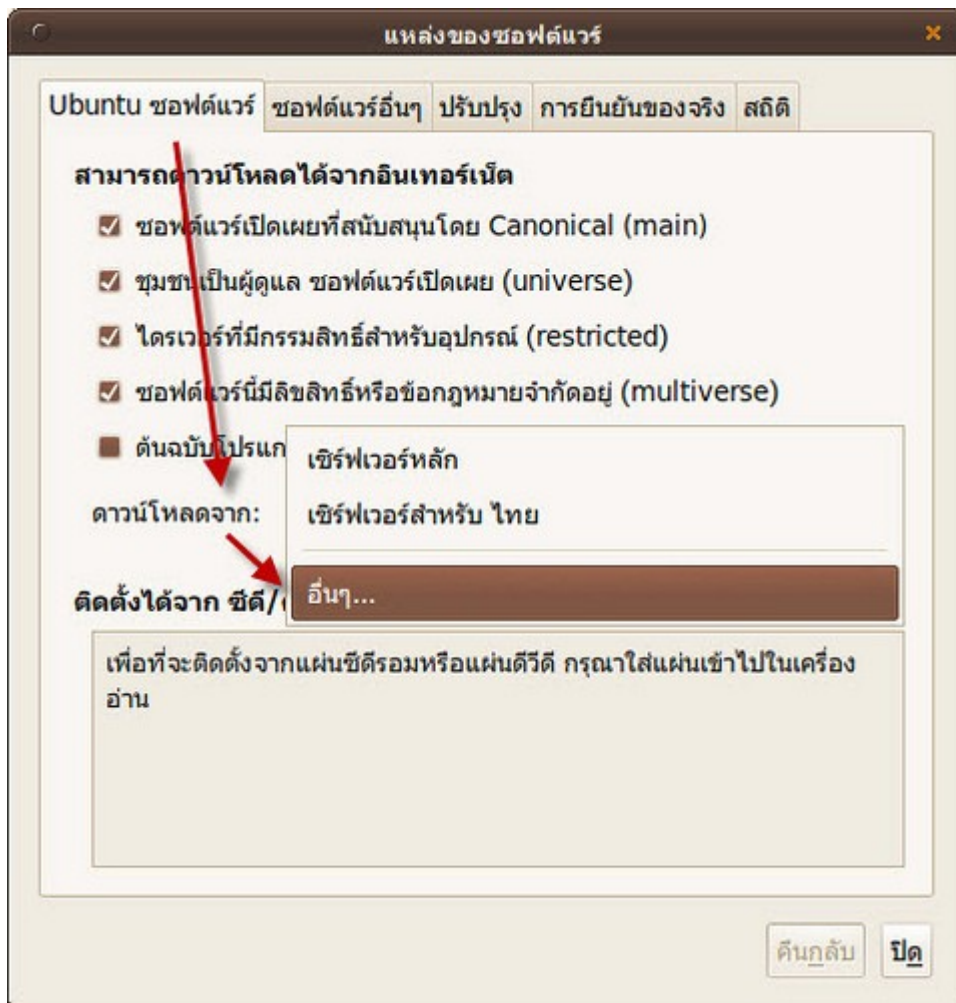 แหล่งของซอฟต์แวร์
Ubuntu ซอฟต์แวร์ ซอฟต์แวร์อื่นๆ ปรับปรุง การยืนยันของจริง สถิติ
สามารถดาวน์โหลดได้จากอินเทอร์เน็ต
ซอฟต์แวร์เปิดเผยที่สนับสนุนโดย Canonical (main)
ชุมชนเป็นผู้ดูแล ซอฟต์แวร์เปิดเผย (universe)
ไดรเวอร์ที่มีกรรมสิทธิ์สำหรับอุปกรณ์ (restricted)
ซอฟต์แวร์นี้มีลิขสิทธิ์หรือข้อกฎหมายจำกัดอยู่ (multiverse)
ต้นฉบับโปรแก
เซิร์ฟเวอร์หลัก
ดาวน์โหลดจาก: เซิร์ฟเวอร์สำหรับ ไทย
อื่นๆ...
ติดตั้งได้จาก ซีดี/
เพื่อที่จะติดตั้งจากแผ่นซีดีรอมหรือแผ่นดีวีดี กรุณาใส่แผ่นเข้าไปในเครื่อง
อ่าน
คืนกลับ ปิด